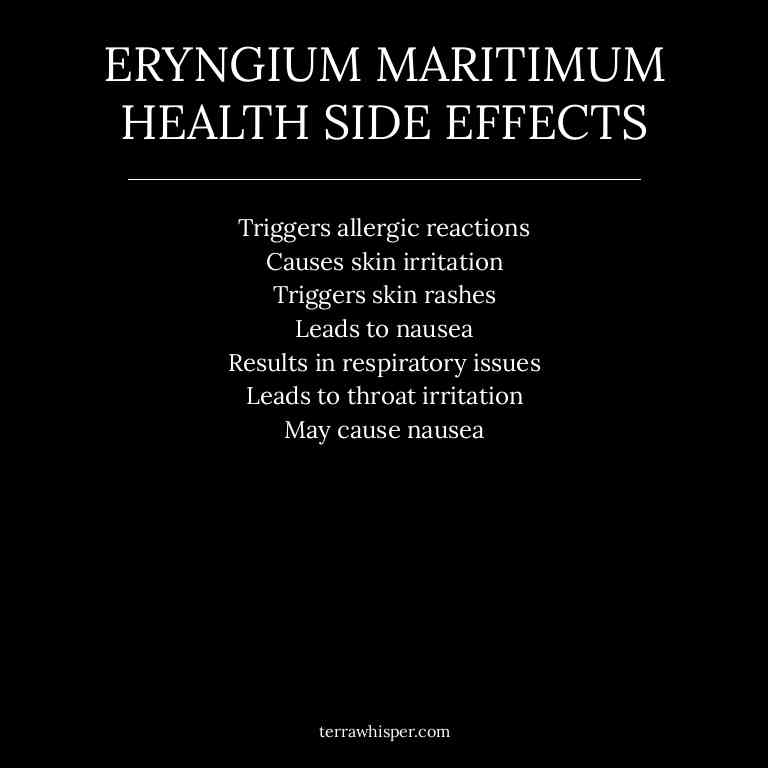 ERYNGIUM MARITIMUM
HEALTH SIDE EFFECTS
Triggers allergic reactions
Causes skin irritation
Triggers skin rashes
Leads to nausea
Results in respiratory issues
Leads to throat irritation
May cause nausea
terrawhisper.com